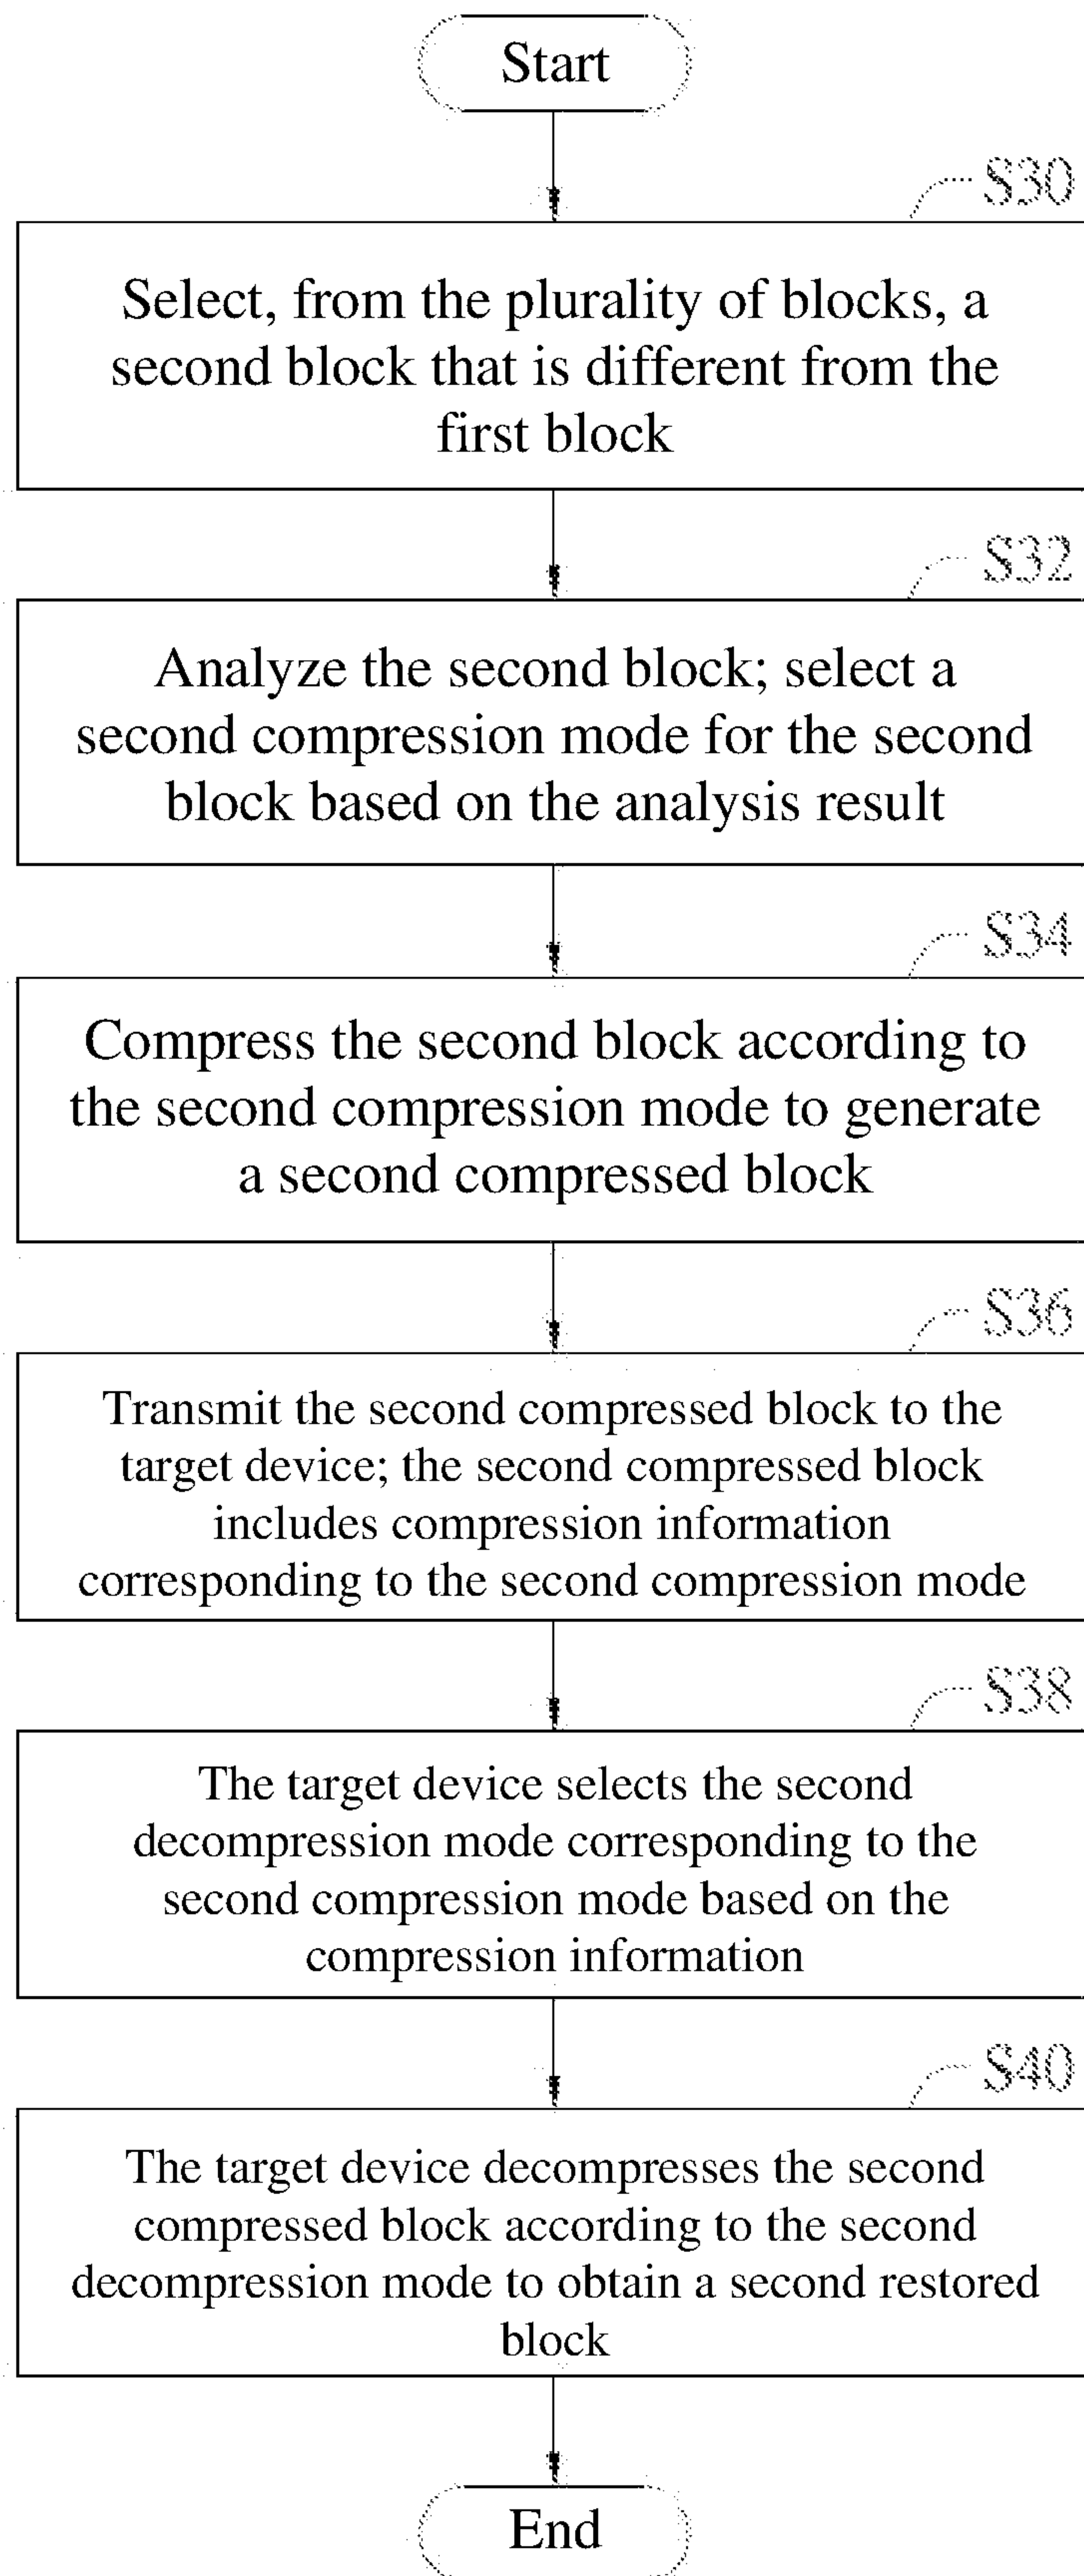 Start
S30
Select, from the plurality of blocks, a
second block that is different from the
first block
S32
Analyze the second block; select a
second compression mode for the second
block based on the analysis result
S34
Compress the second block according to
the second compression mode to generate
a second compressed block
S36
Transmit the second compressed block to the
target device; the second compressed block
includes compression information
corresponding to the second compression mode
S38
The target device selects the second
decompression mode corresponding to the
second compression mode based on the
compression information
S40
The target device decompresses the second
compressed block according to the second
decompression mode to obtain a second restored
block
End